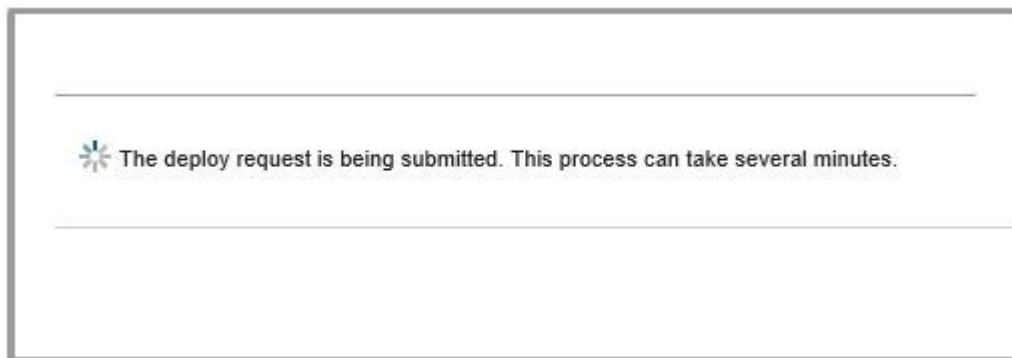 The deploy request is being submitted. This process can take several minutes.